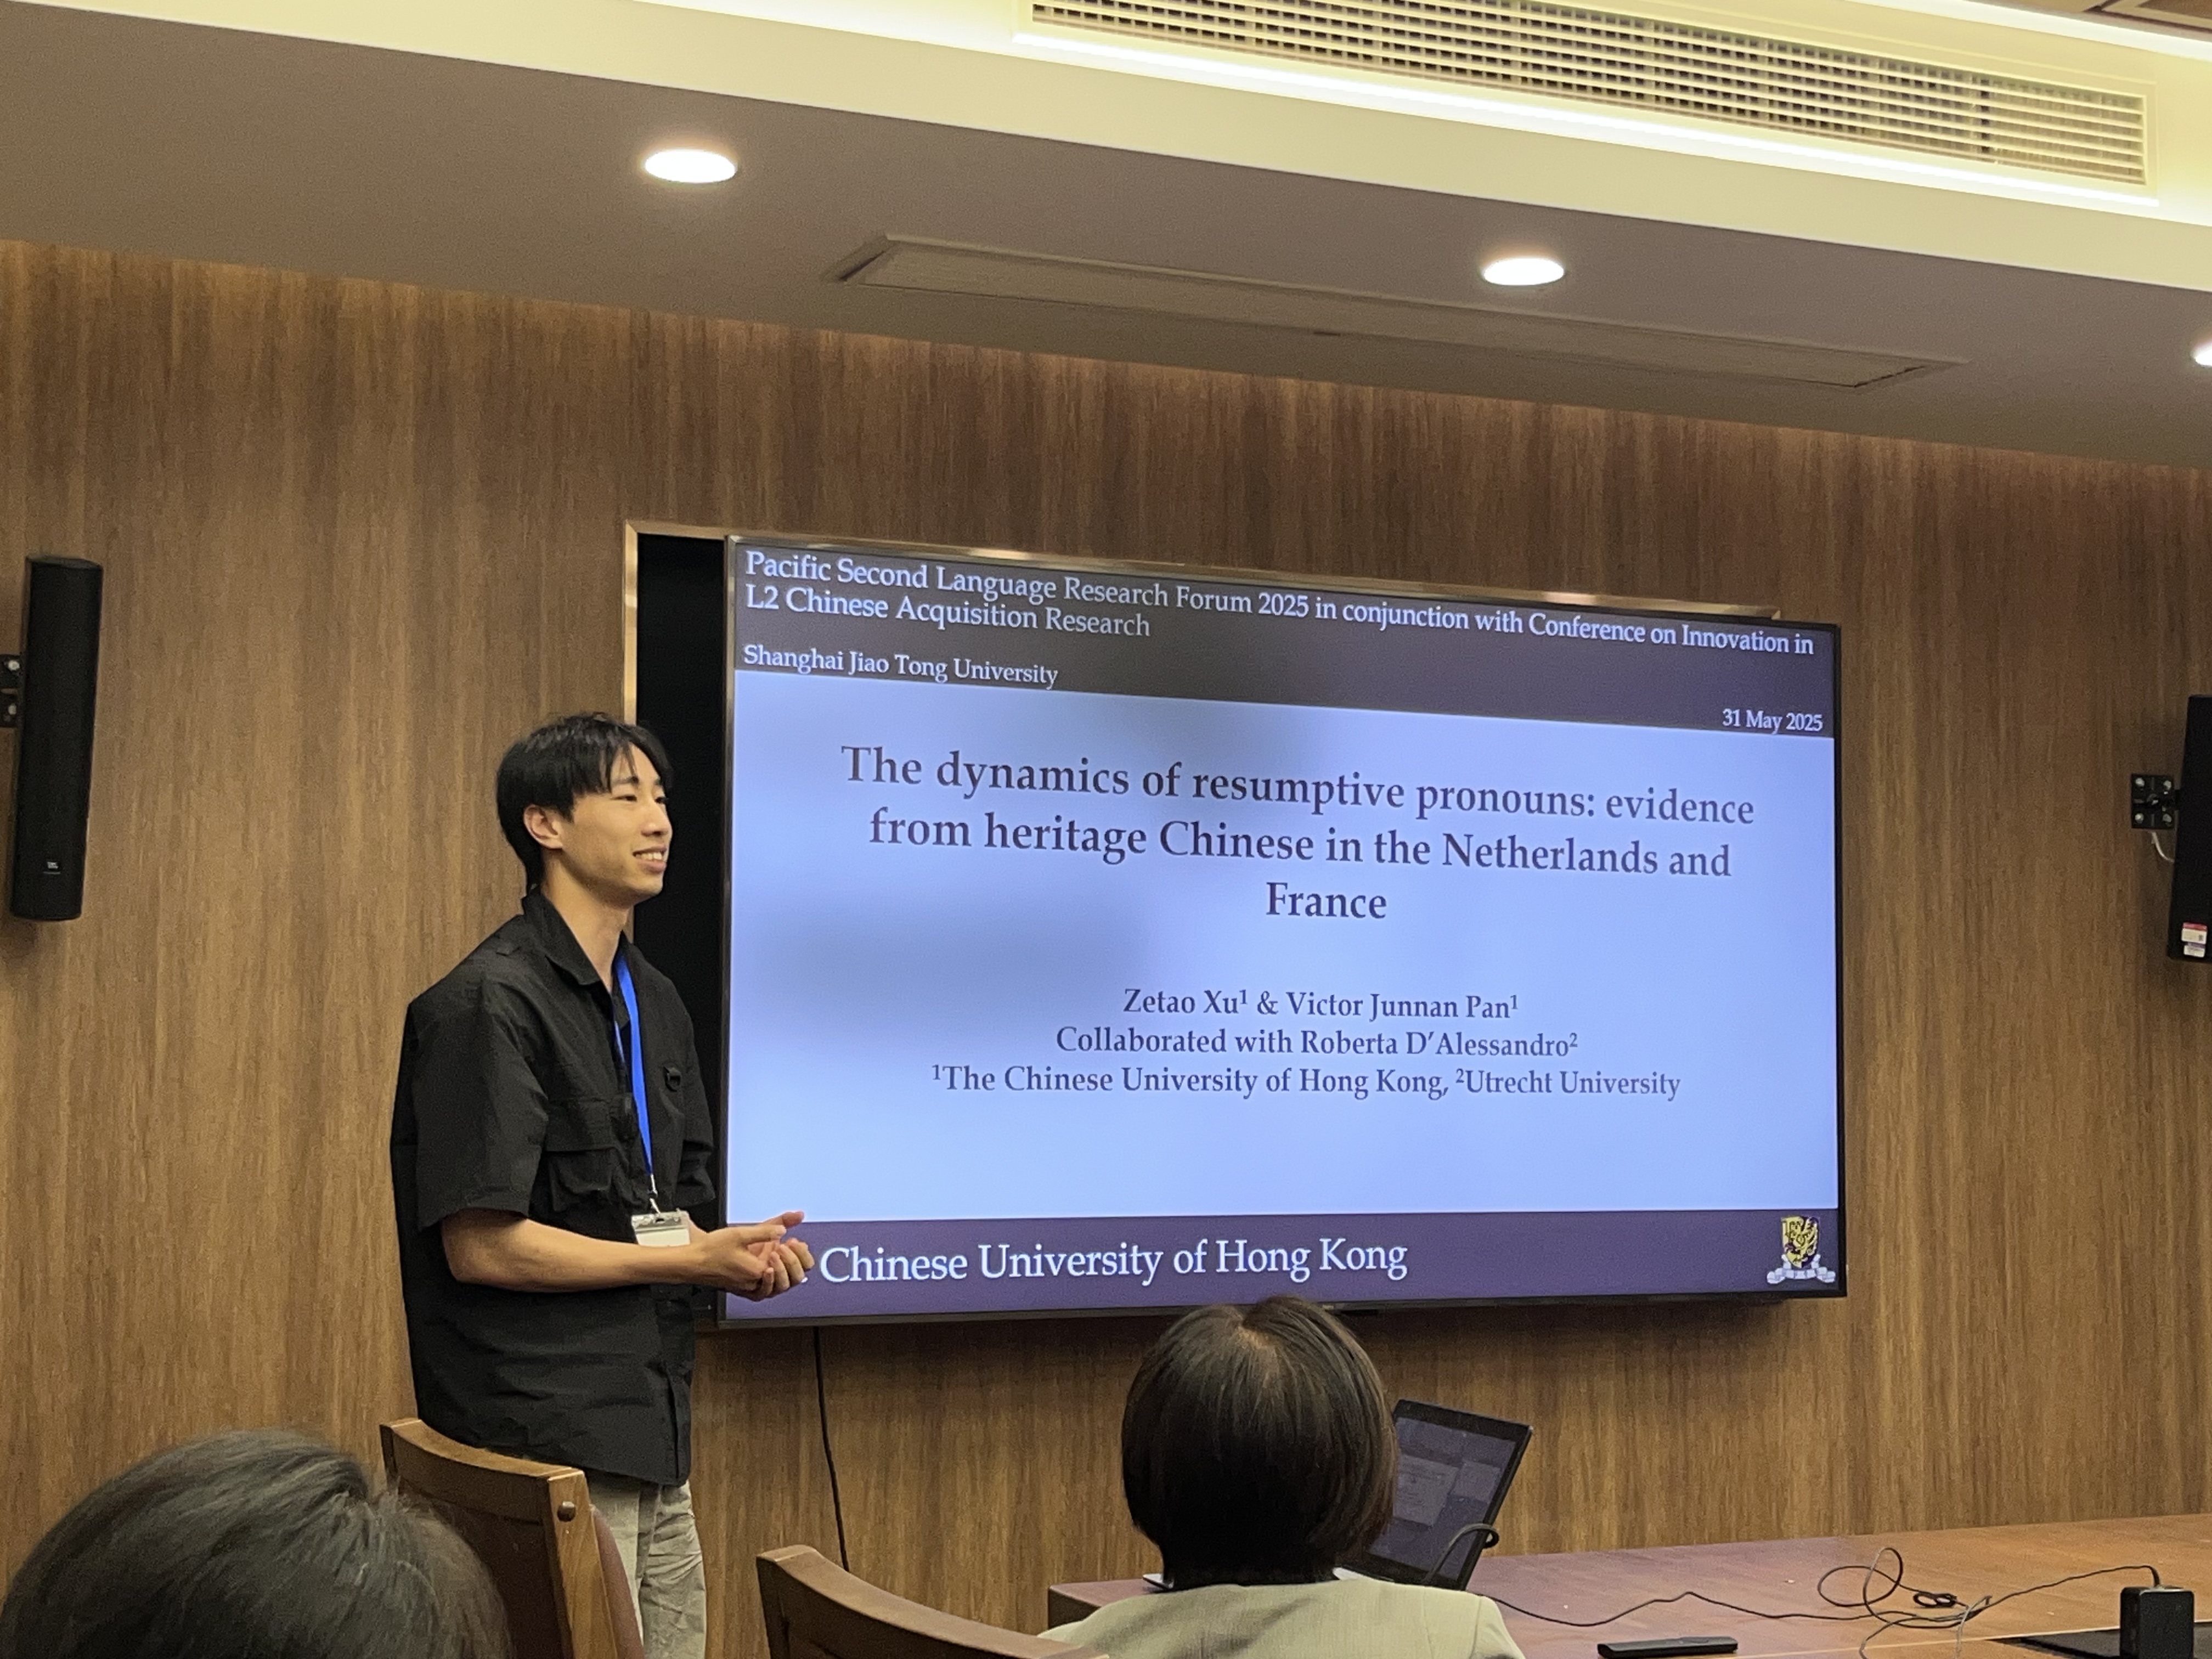 Pacific Second Language Research Forum 2025 in conjunction with Conference on Innovation in
L2 Chinese Acquisition Research
Shanghai Jiao Tong University
31 May 2025
The dynamics of resumptive pronouns: evidence
from heritage Chinese in the Netherlands and
France
Zetao Xu¹ & Victor Junnan Pan¹
Collaborated with Roberta D’Alessandro²
¹The Chinese University of Hong Kong, ²Utrecht University
Chinese University of Hong Kong